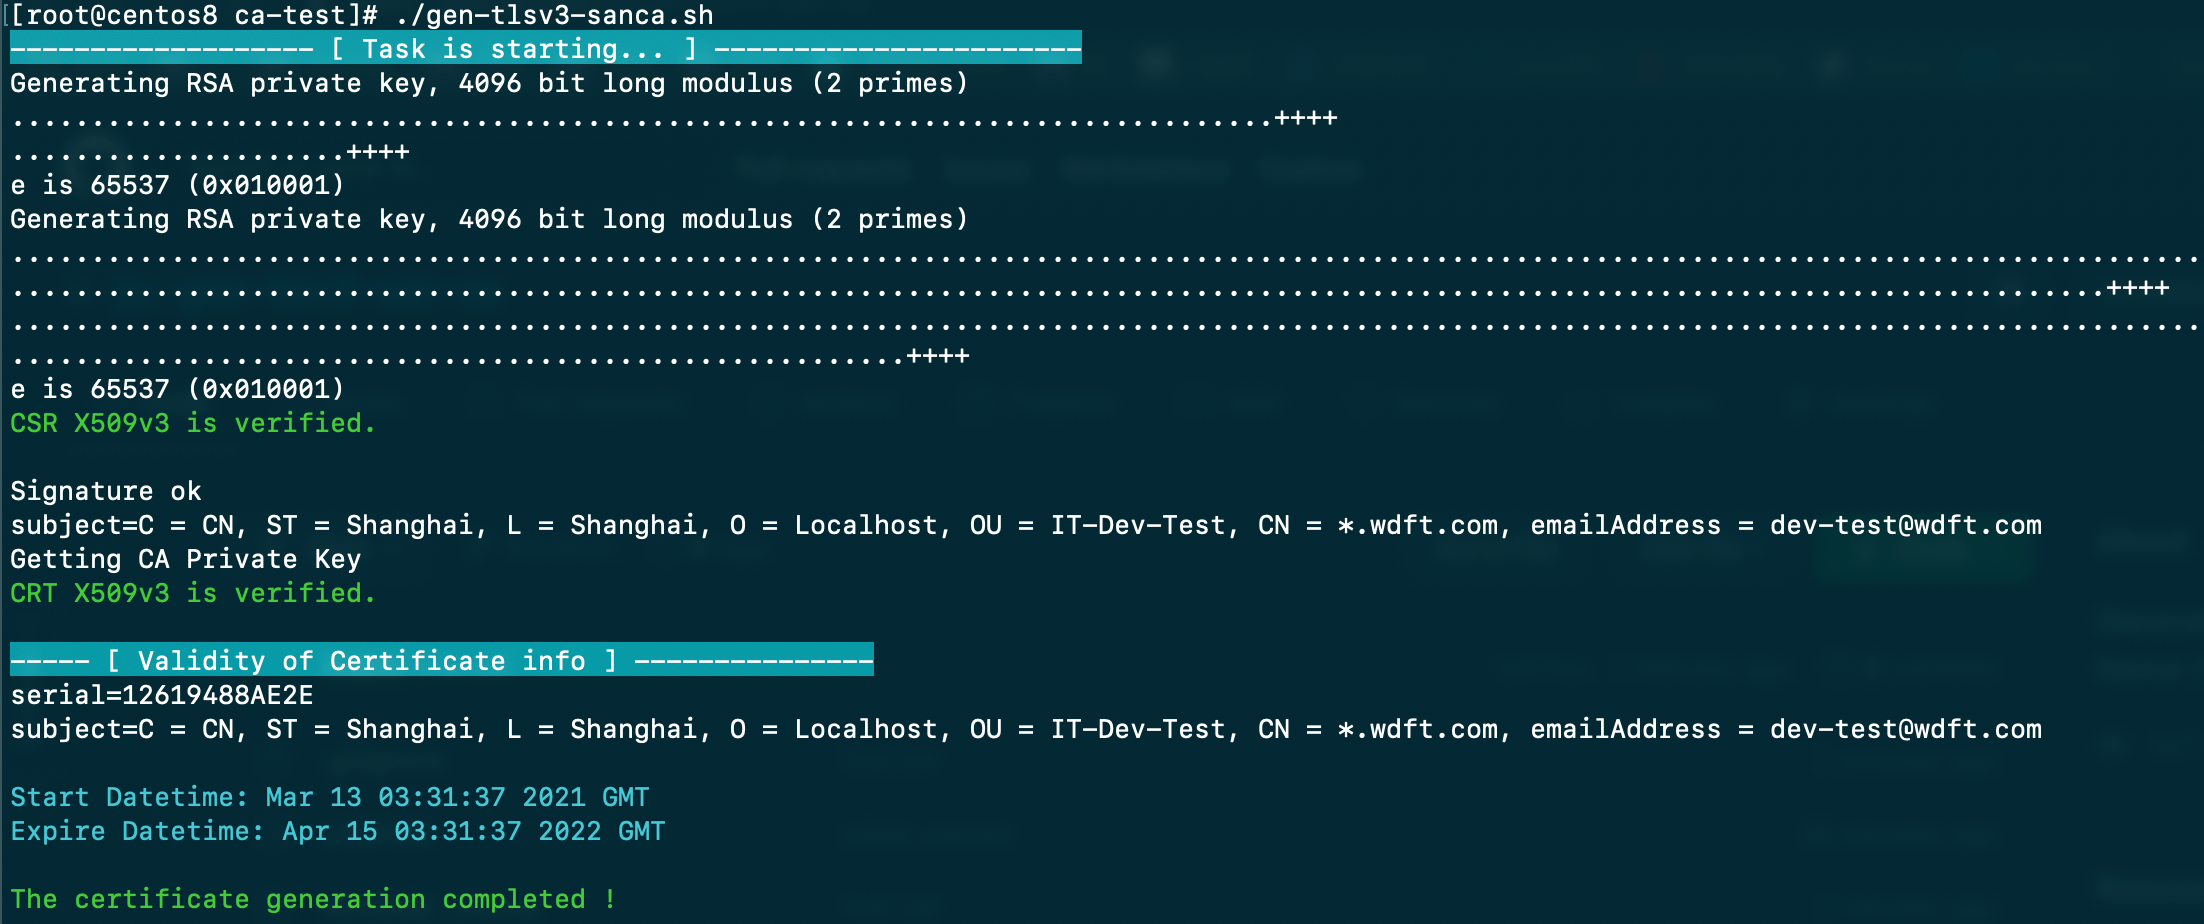 [[root@centos8 ca-test]# ./gen-tlsv3-sanca.sh
------------------- [ Task is starting... ] -----------------------
Generating RSA private key, 4096 bit long modulus (2 primes)
...............................................................................++++
.....................++++
e is 65537 (0x010001)
Generating RSA private key, 4096 bit long modulus (2 primes)
.........................................................................................................................................
...................................................................................................................................++++
.........................................................................................................................................
........................................................++++
e is 65537 (0x010001)
CSR X509v3 is verified.
Signature ok
subject=C = CN, ST = Shanghai, L = Shanghai, O = Localhost, OU = IT-Dev-Test, CN = *.wdft.com, emailAddress = dev-test@wdft.com
Getting CA Private Key
CRT X509v3 is verified.
----- [ Validity of Certificate info ] ---------------
serial=12619488AE2E
subject=C = CN, ST = Shanghai, L = Shanghai, O = Localhost, OU = IT-Dev-Test, CN = *.wdft.com, emailAddress = dev-test@wdft.com
Start Datetime: Mar 13 03:31:37 2021 GMT
Expire Datetime: Apr 15 03:31:37 2022 GMT
The certificate generation completed !